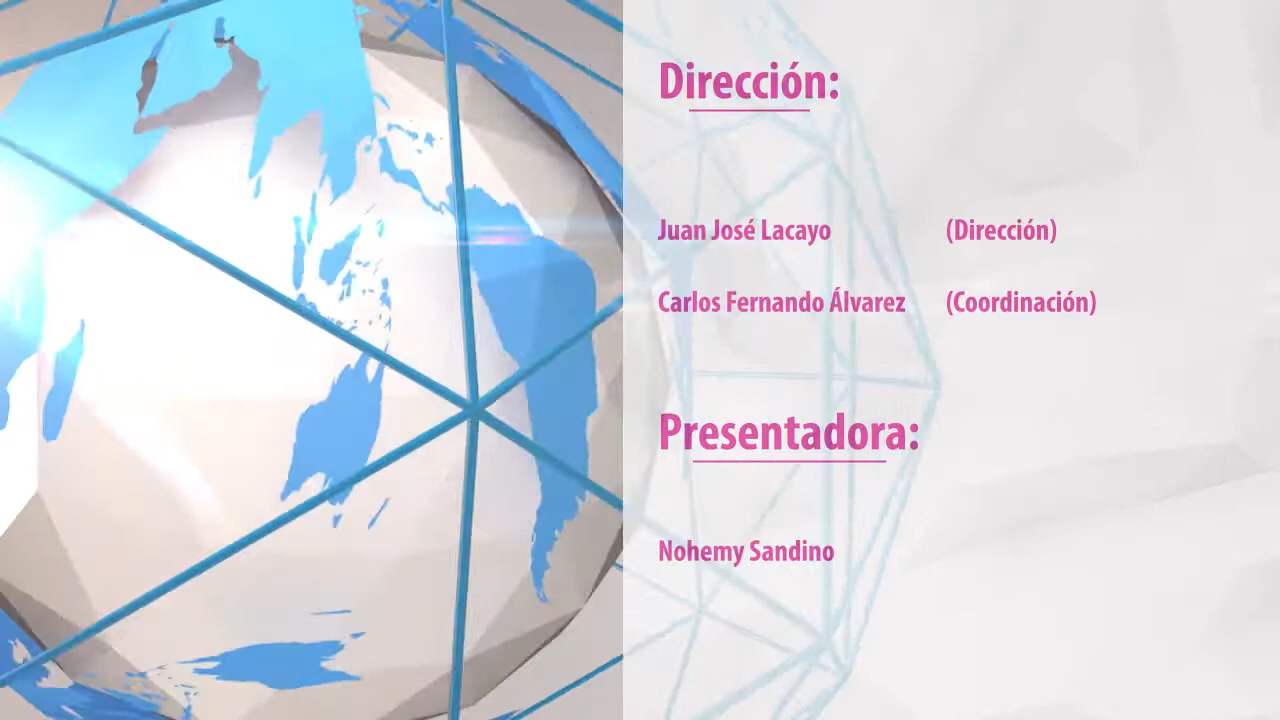 Dirección:
Juan José Lacayo (Dirección)
Carlos Fernando Álvarez (Coordinación)
Presentadora:
Nohemy Sandino